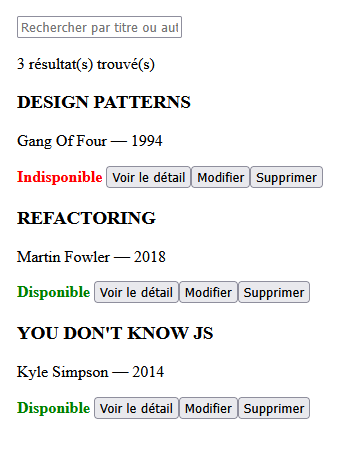 Rechercher par titre ou aut
3 résultat(s) trouvé(s)
DESIGN PATTERNS
Gang Of Four — 1994
Indisponible Voir le détail Modifier Supprimer
REFACTORING
Martin Fowler — 2018
Disponible Voir le détail Modifier Supprimer
YOU DON'T KNOW JS
Kyle Simpson — 2014
Disponible Voir le détail Modifier Supprimer